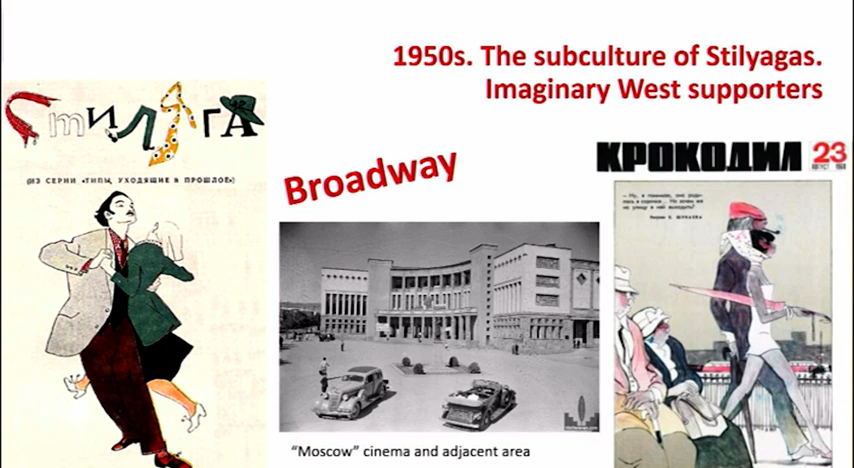 1950s. The subculture of Stilyagas.
Imaginary West supporters
Стиляга
(ИЗ СЕРИИ «ТИПЫ, УХОДЯЩИЕ В ПРОШЛОЕ»)
Broadway
КРОКОДИЛ
23
АВГУСТ
"Moscow" cinema and adjacent area